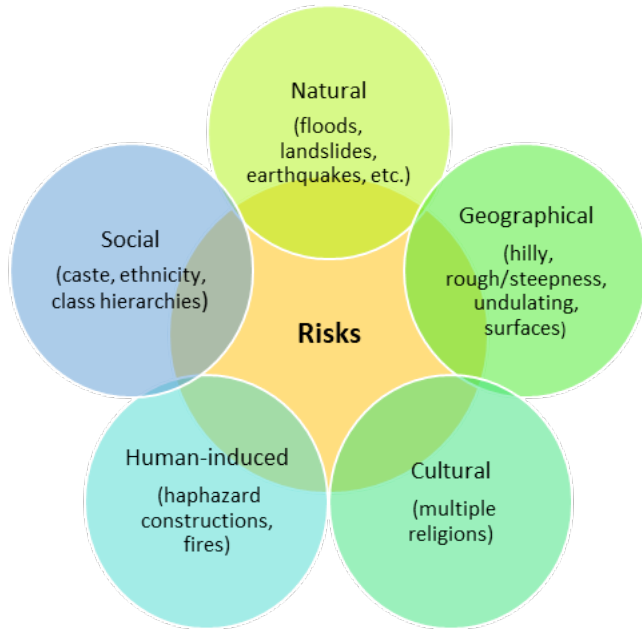 Natural
(floods,
landslides,
earthquakes, etc.)
Geographical
(hilly,
rough/steepness,
undulating,
surfaces)
Social
(caste, ethnicity,
class hierarchies)
Risks
Human-induced
(haphazard
constructions,
fires)
Cultural
(multiple
religions)